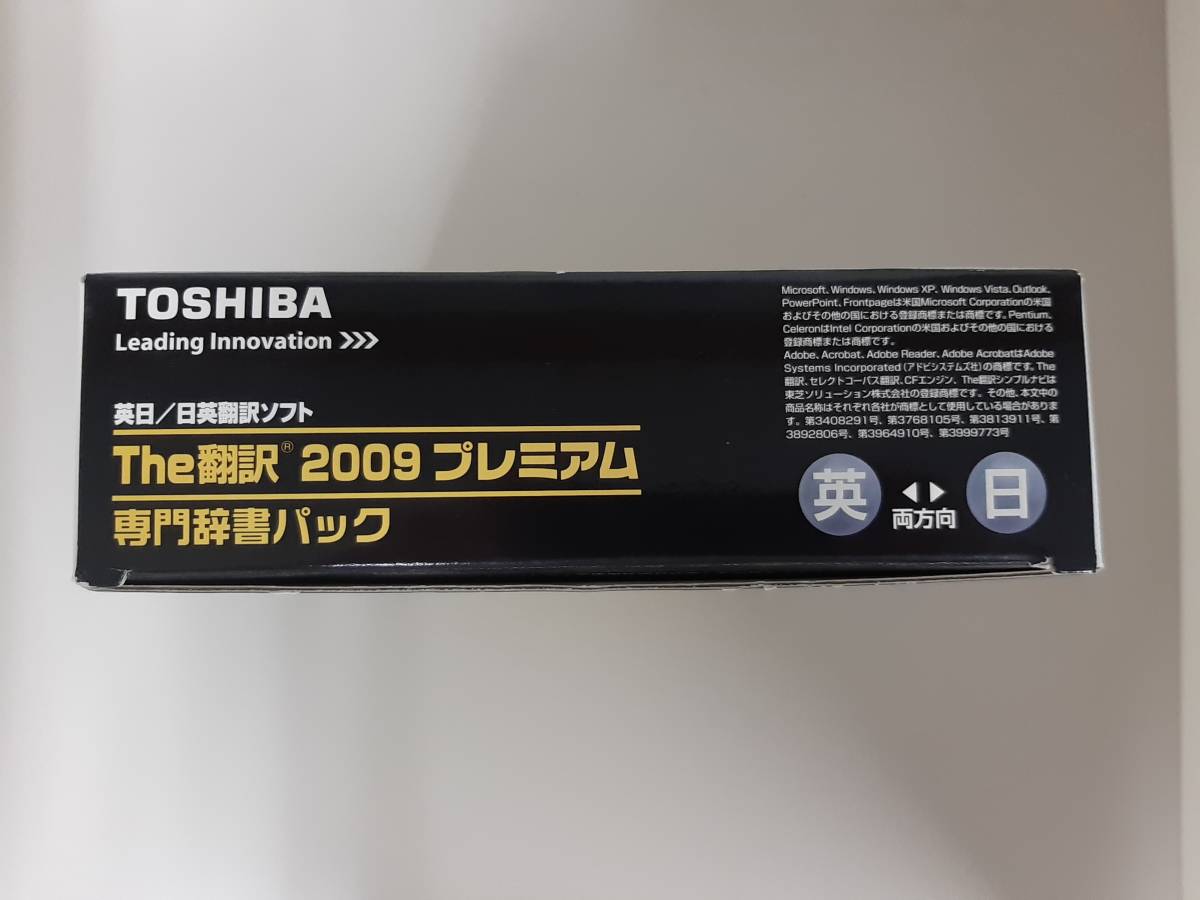 TOSHIBA
Leading Innovation >>>
英日／日英翻訳ソフト
The翻訳® 2009 プレミアム
専門辞書パック
Microsoft、Windows、Windows XP、Windows Vista、Outlook、
PowerPoint、Frontpageは米国Microsoft Corporationの米国
およびその他の国における登録商標または商標です。Pentium、
CeleronはIntel Corporationの米国およびその他の国における
登録商標または商標です。
Adobe、Acrobat、Adobe Reader、Adobe AcrobatはAdobe
Systems Incorporated（アドビシステムズ社）の商標です。The
翻訳、セレクトコーパス翻訳、CFエンジン、The翻訳シンプルナビは
東芝ソリューション株式会社の登録商標です。その他、本文中の
商品名称はそれぞれ各社が商標として使用している場合がありま
す。第3408291号、第3768105号、第3813911号、第
3892806号、第3964910号、第3999773号
英 ◀▶ 日
両方向